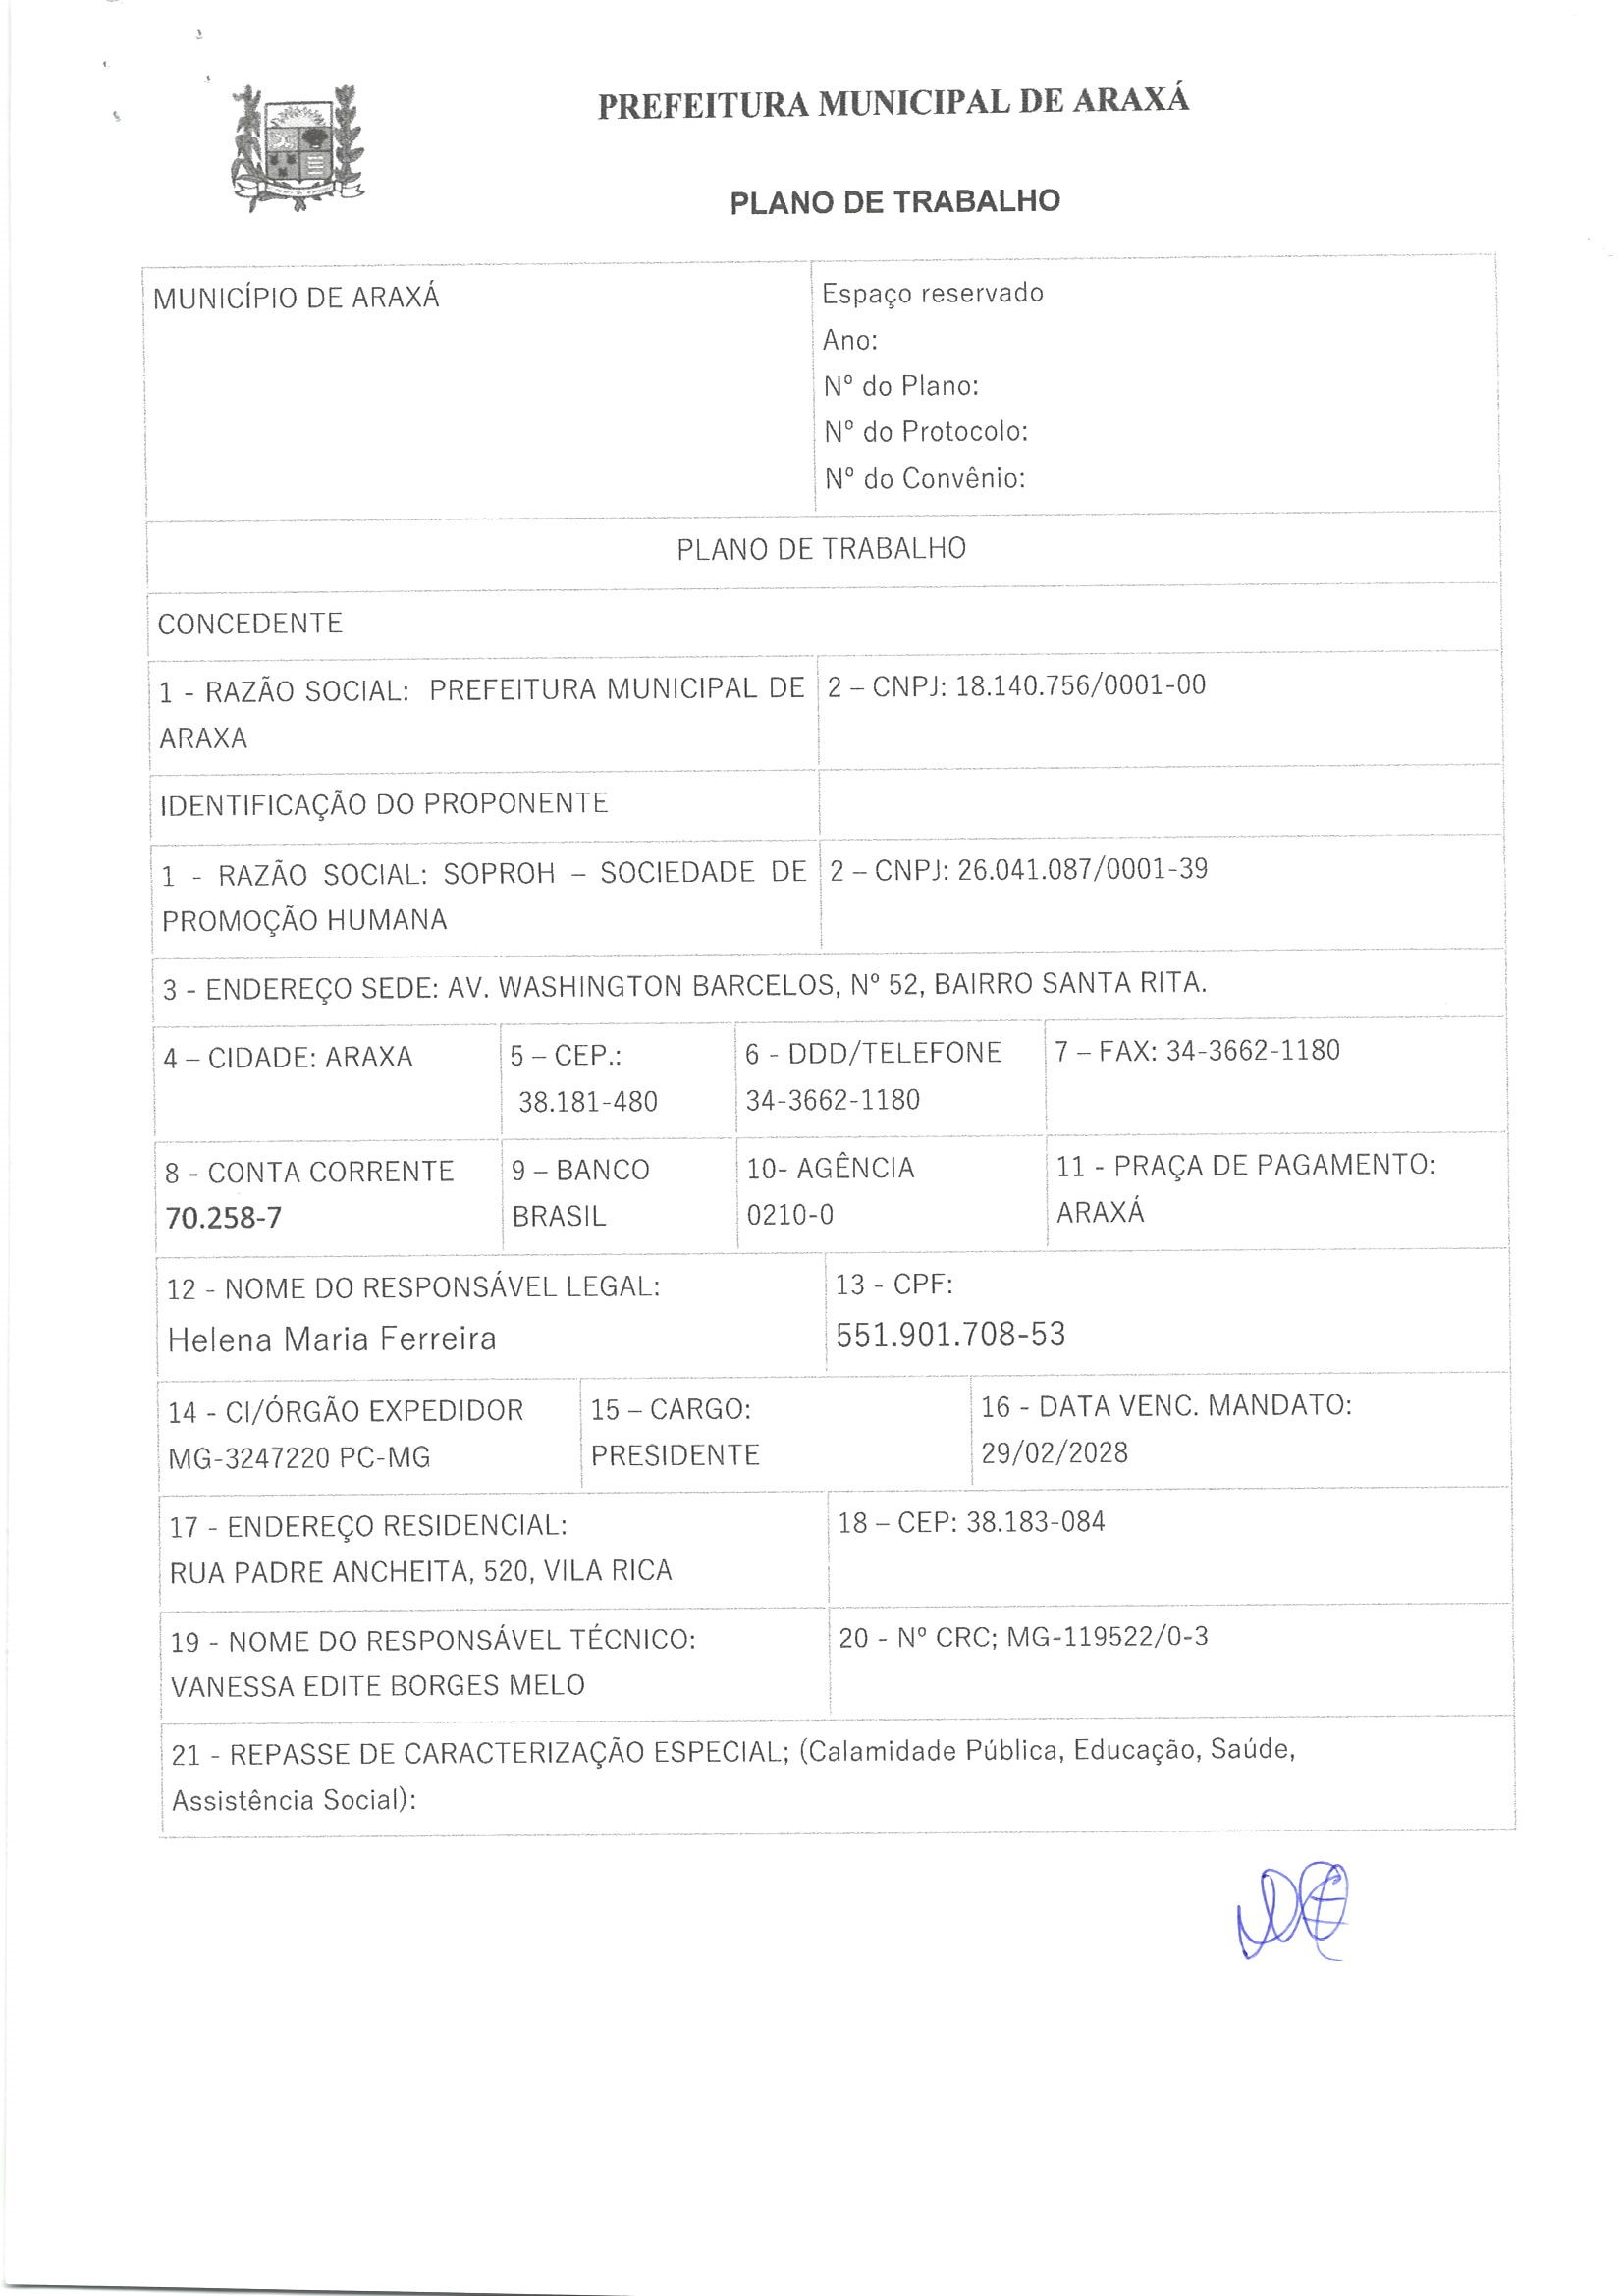 PREFEITURA MUNICIPAL DE ARAXÁ
PLANO DE TRABALHO
MUNICÍPIO DE ARAXÁ
Espaço reservado
Ano:
Nº do Plano:
Nº do Protocolo:
Nº do Convênio:
PLANO DE TRABALHO
CONCEDENTE
1 - RAZÃO SOCIAL: PREFEITURA MUNICIPAL DE
ARAXA
2 – CNPJ: 18.140.756/0001-00
IDENTIFICAÇÃO DO PROPONENTE
1 - RAZÃO SOCIAL: SOPROH – SOCIEDADE DE
PROMOÇÃO HUMANA
2 – CNPJ: 26.041.087/0001-39
3 - ENDEREÇO SEDE: AV. WASHINGTON BARCELOS, Nº 52, BAIRRO SANTA RITA.
4 – CIDADE: ARAXA
5 – CEP.:
38.181-480
6 - DDD/TELEFONE
34-3662-1180
7 – FAX: 34-3662-1180
8 - CONTA CORRENTE
70.258-7
9 – BANCO
BRASIL
10- AGÊNCIA
0210-0
11 - PRAÇA DE PAGAMENTO:
ARAXÁ
12 - NOME DO RESPONSÁVEL LEGAL:
Helena Maria Ferreira
13 - CPF:
551.901.708-53
14 - CI/ÓRGÃO EXPEDIDOR
MG-3247220 PC-MG
15 – CARGO:
PRESIDENTE
16 - DATA VENC. MANDATO:
29/02/2028
17 - ENDEREÇO RESIDENCIAL:
RUA PADRE ANCHEITA, 520, VILA RICA
18 – CEP: 38.183-084
19 - NOME DO RESPONSÁVEL TÉCNICO:
VANESSA EDITE BORGES MELO
20 - Nº CRC; MG-119522/0-3
21 - REPASSE DE CARACTERIZAÇÃO ESPECIAL; (Calamidade Pública, Educação, Saúde,
Assistência Social):